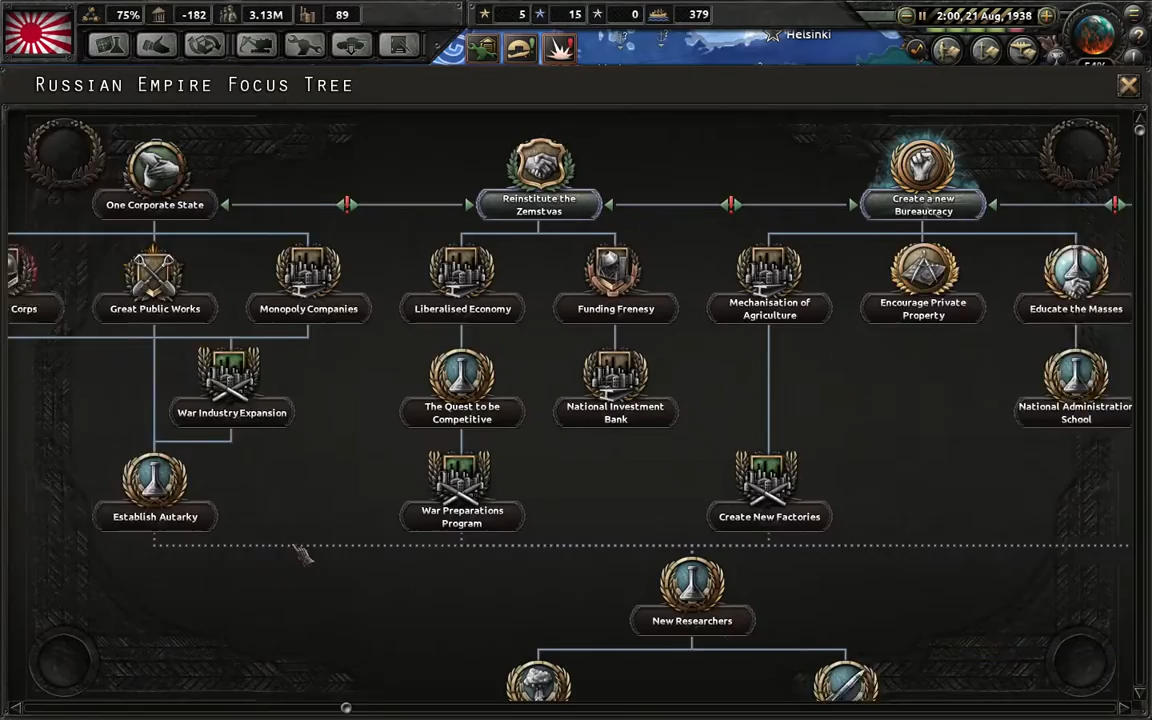 75% -182 3.13M 89 5 15 0 379 2:00, 21 Aug, 1938
Helsinki
54%
Russian Empire Focus Tree
One Corporate State
Reinstitute the
Zemstvas
Create a new
Bureaucracy
Corps
Great Public Works
Monopoly Companies
Liberalised Economy
Funding Frenesy
Mechanisation of
Agriculture
Encourage Private
Property
Educate the Masses
War Industry Expansion
The Quest to be
Competitive
National Investment
Bank
National Administration
School
Establish Autarky
War Preparations
Program
Create New Factories
New Researchers